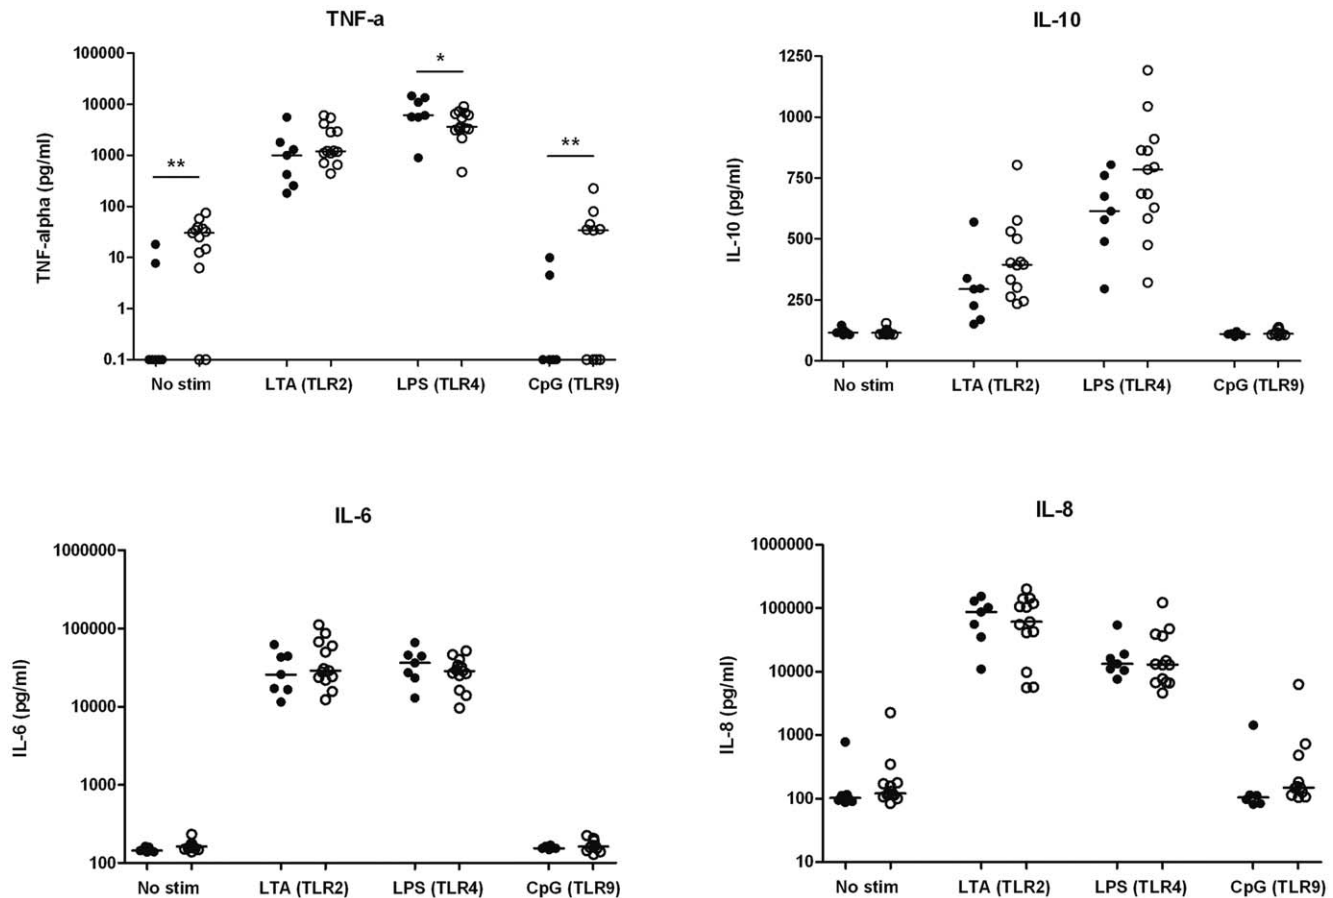 TNF-a
TNF-alpha (pg/ml)
100000
10000
1000
100
10
1
0.1
*
**
**
No stim
LTA (TLR2)
LPS (TLR4)
CpG (TLR9)
IL-10
IL-10 (pg/ml)
1250
1000
750
500
250
0
No stim
LTA (TLR2)
LPS (TLR4)
CpG (TLR9)
IL-6
IL-6 (pg/ml)
1000000
100000
10000
1000
100
No stim
LTA (TLR2)
LPS (TLR4)
CpG (TLR9)
IL-8
IL-8 (pg/ml)
1000000
100000
10000
1000
100
10
No stim
LTA (TLR2)
LPS (TLR4)
CpG (TLR9)